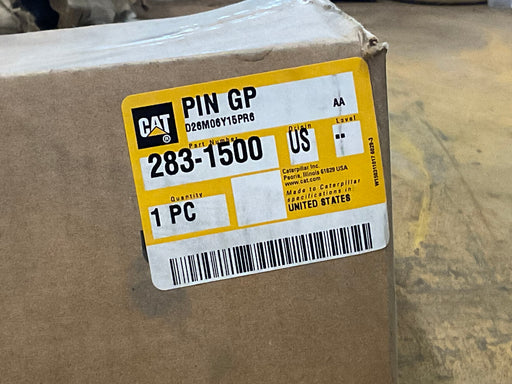 CAT
PIN GP
D26M06Y15PR6
AA
Part Number
283-1500
Origin
US
Level
--
Quantity
1 PC
Caterpillar Inc.
Peoria, Illinois 61629 USA
www.cat.com
Made to Caterpillar
specifications in
UNITED STATES